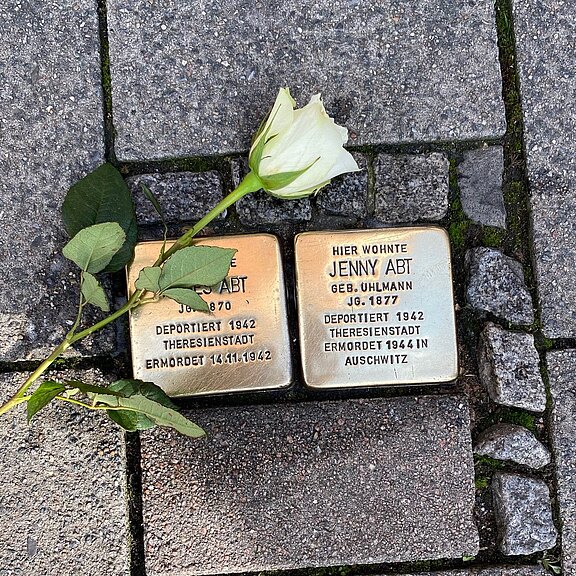 ABT
DEPORTIERT 1942
THERESIENSTADT
ERMORDET 14.11.1942
HIER WOHNTE
JENNY ABT
GEB. UHLMANN
JG. 1877
DEPORTIERT 1942
THERESIENSTADT
ERMORDET 1944 IN
AUSCHWITZ